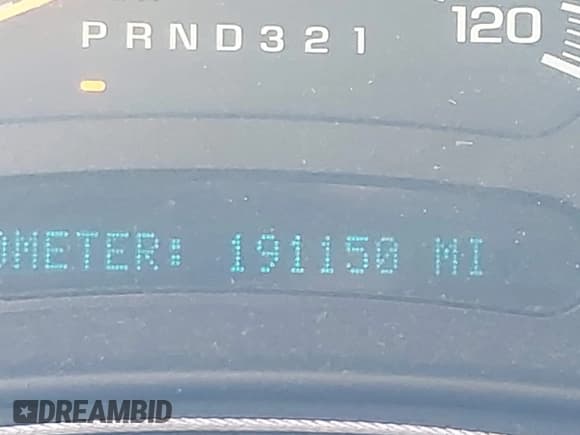 PRND321
120
OMETER: 191150 MI
DREAMBID